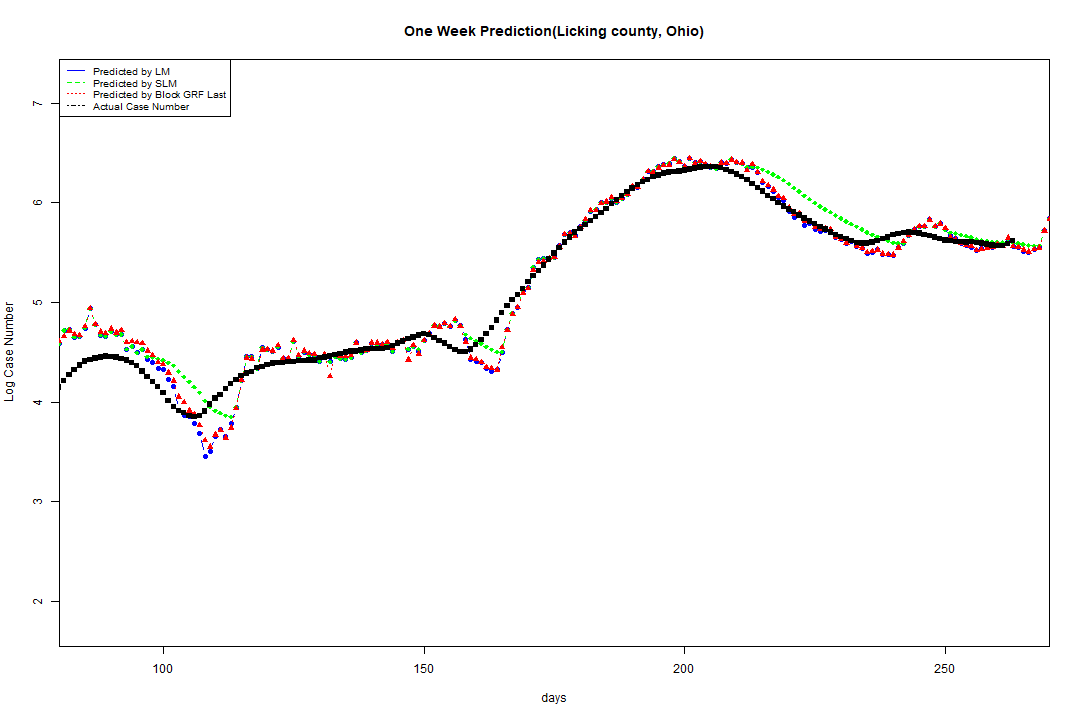 One Week Prediction(Licking county, Ohio)
Predicted by LM
Predicted by SLM
Predicted by Block GRF Last
Actual Case Number
7
6
5
4
3
2
Log Case Number
100 150 200 250
days